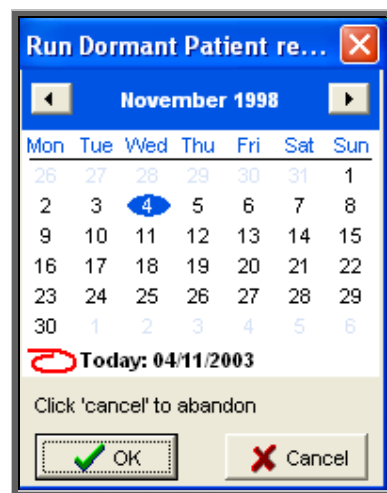 Run Dormant Patient re...
November 1998
Mon Tue Wed Thu Fri Sat Sun
26 27 28 29 30 31 1
2 3 4 5 6 7 8
9 10 11 12 13 14 15
16 17 18 19 20 21 22
23 24 25 26 27 28 29
30 1 2 3 4 5 6
Today: 04/11/2003
Click 'cancel' to abandon
OK Cancel